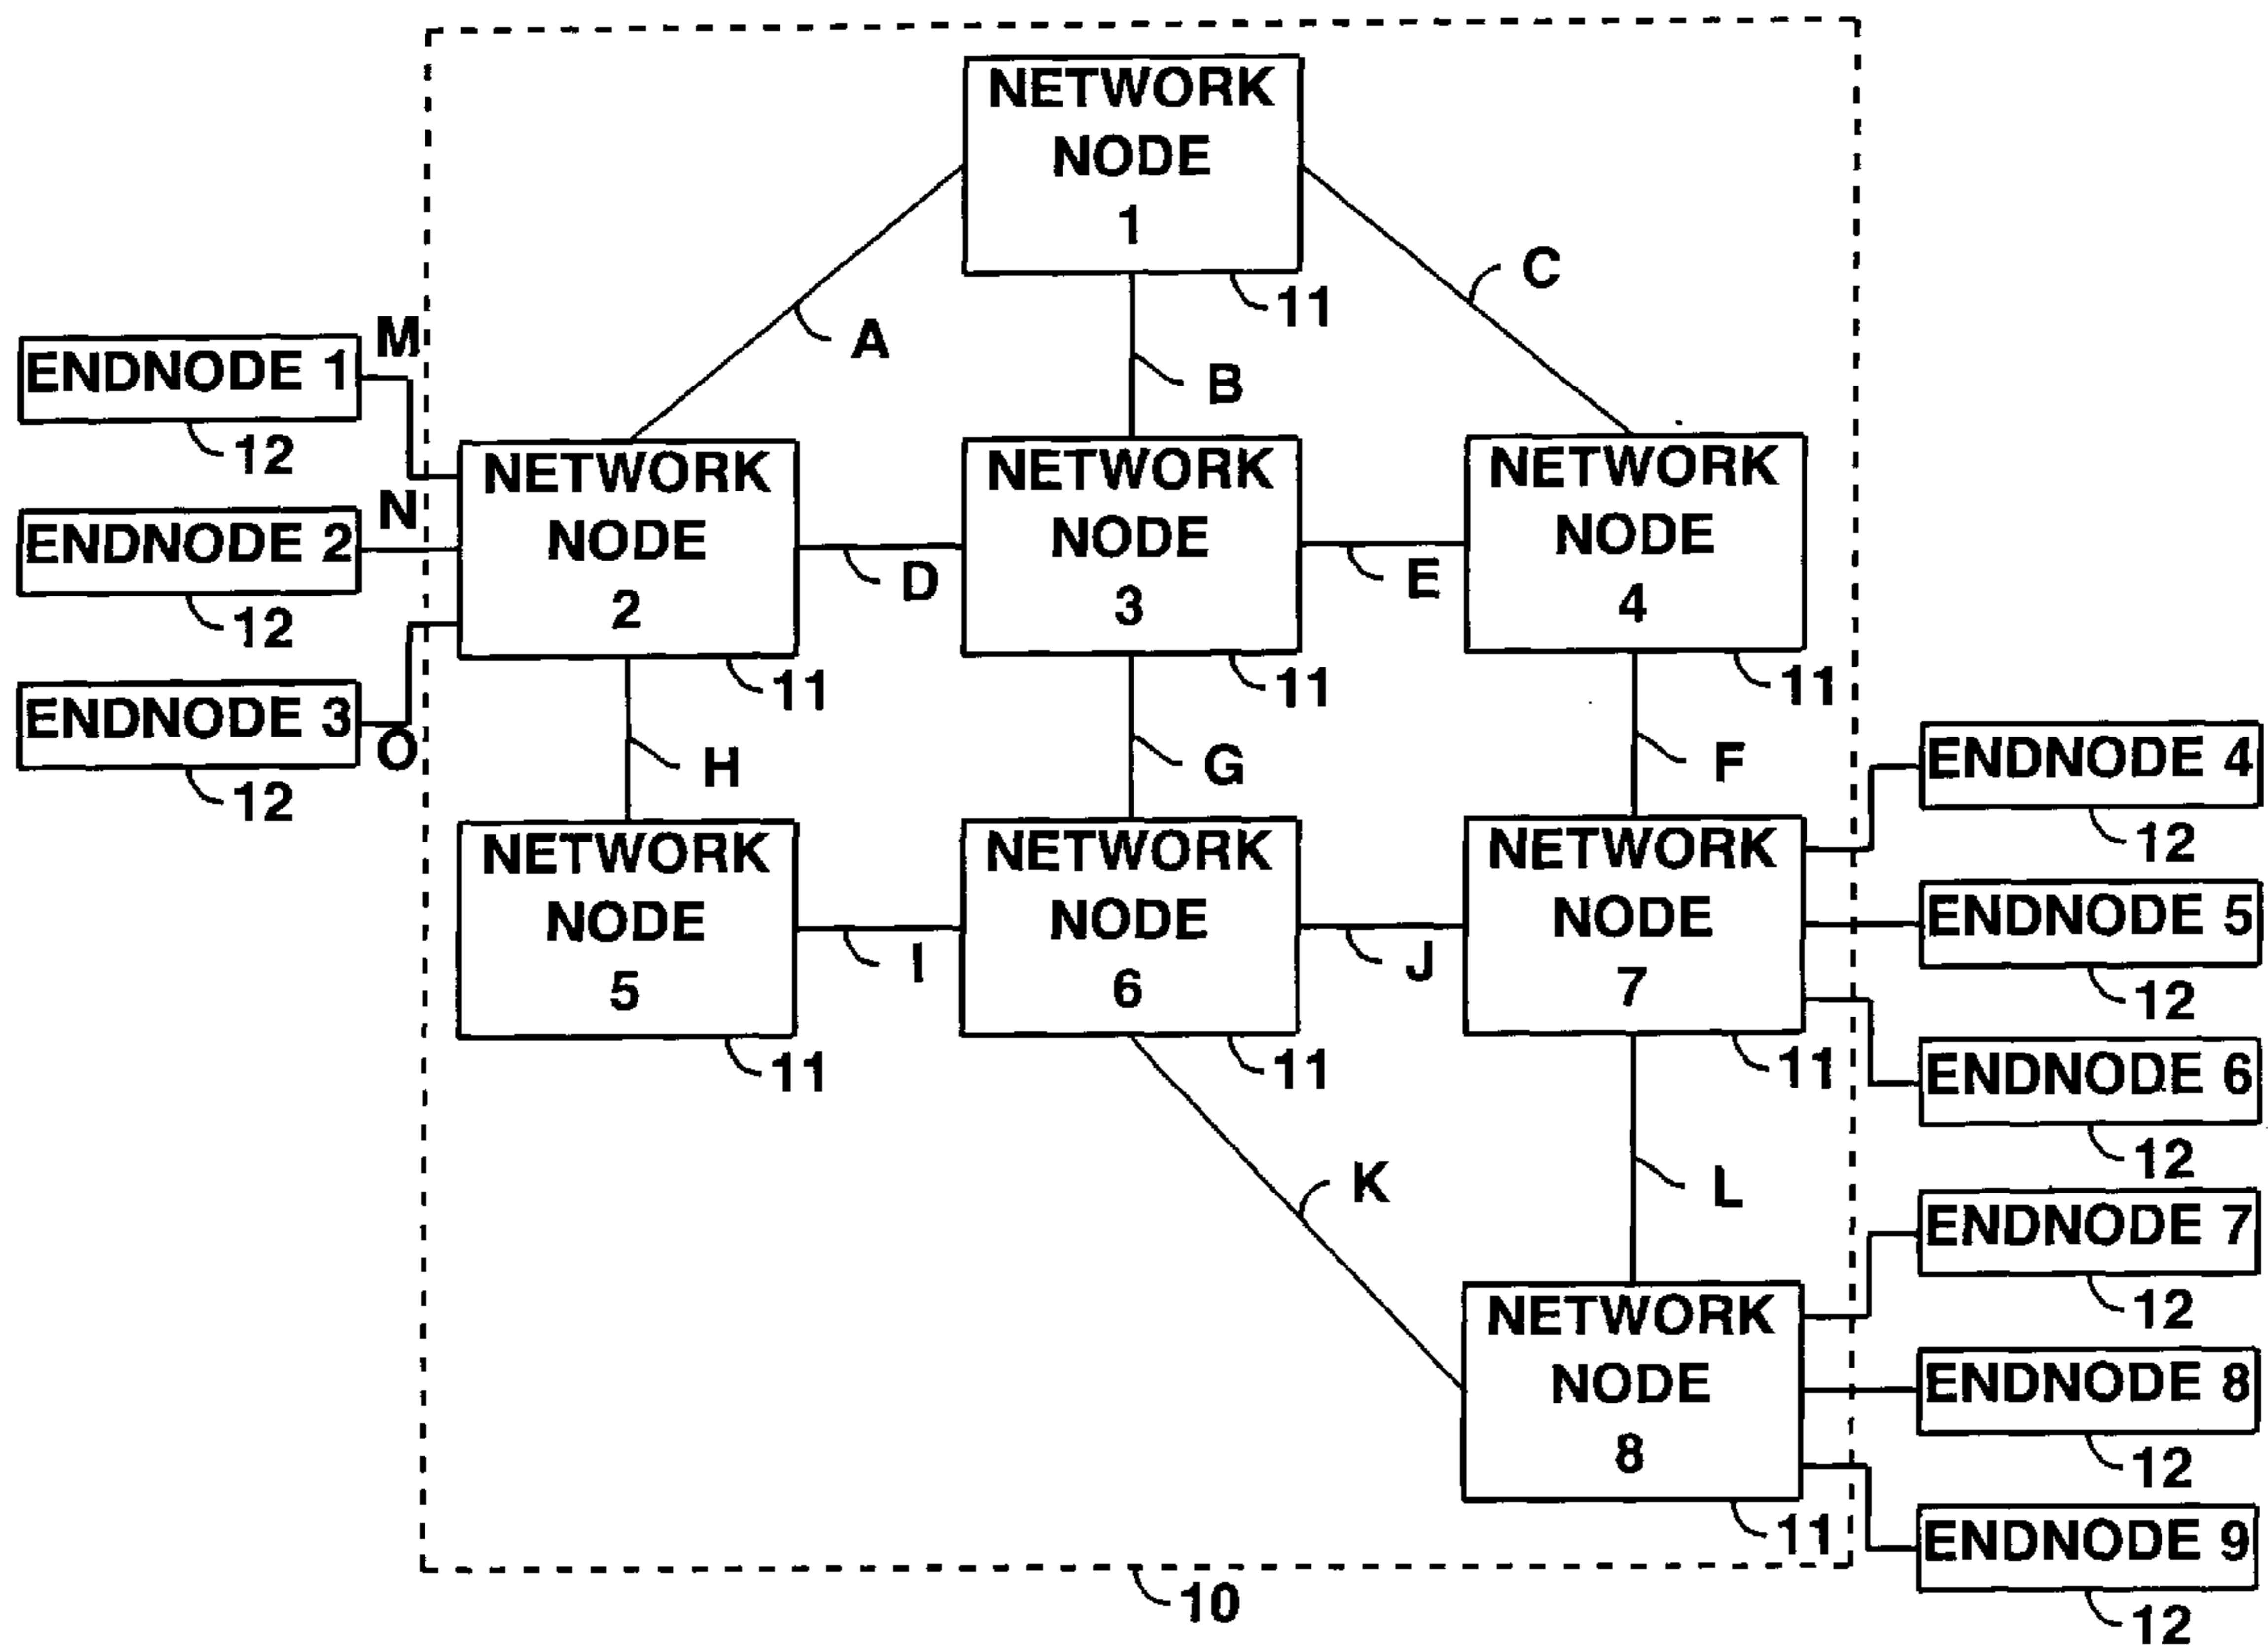 NETWORK
NODE
1
11
A
B
C
M
ENDNODE 1
12
N
ENDNODE 2
12
ENDNODE 3
O
12
NETWORK
NODE
2
11
D
NETWORK
NODE
3
11
E
NETWORK
NODE
4
11
H
G
F
NETWORK
NODE
5
11
I
NETWORK
NODE
6
11
J
NETWORK
NODE
7
11
ENDNODE 4
12
ENDNODE 5
12
ENDNODE 6
12
K
L
NETWORK
NODE
8
11
ENDNODE 7
12
ENDNODE 8
12
ENDNODE 9
12
10